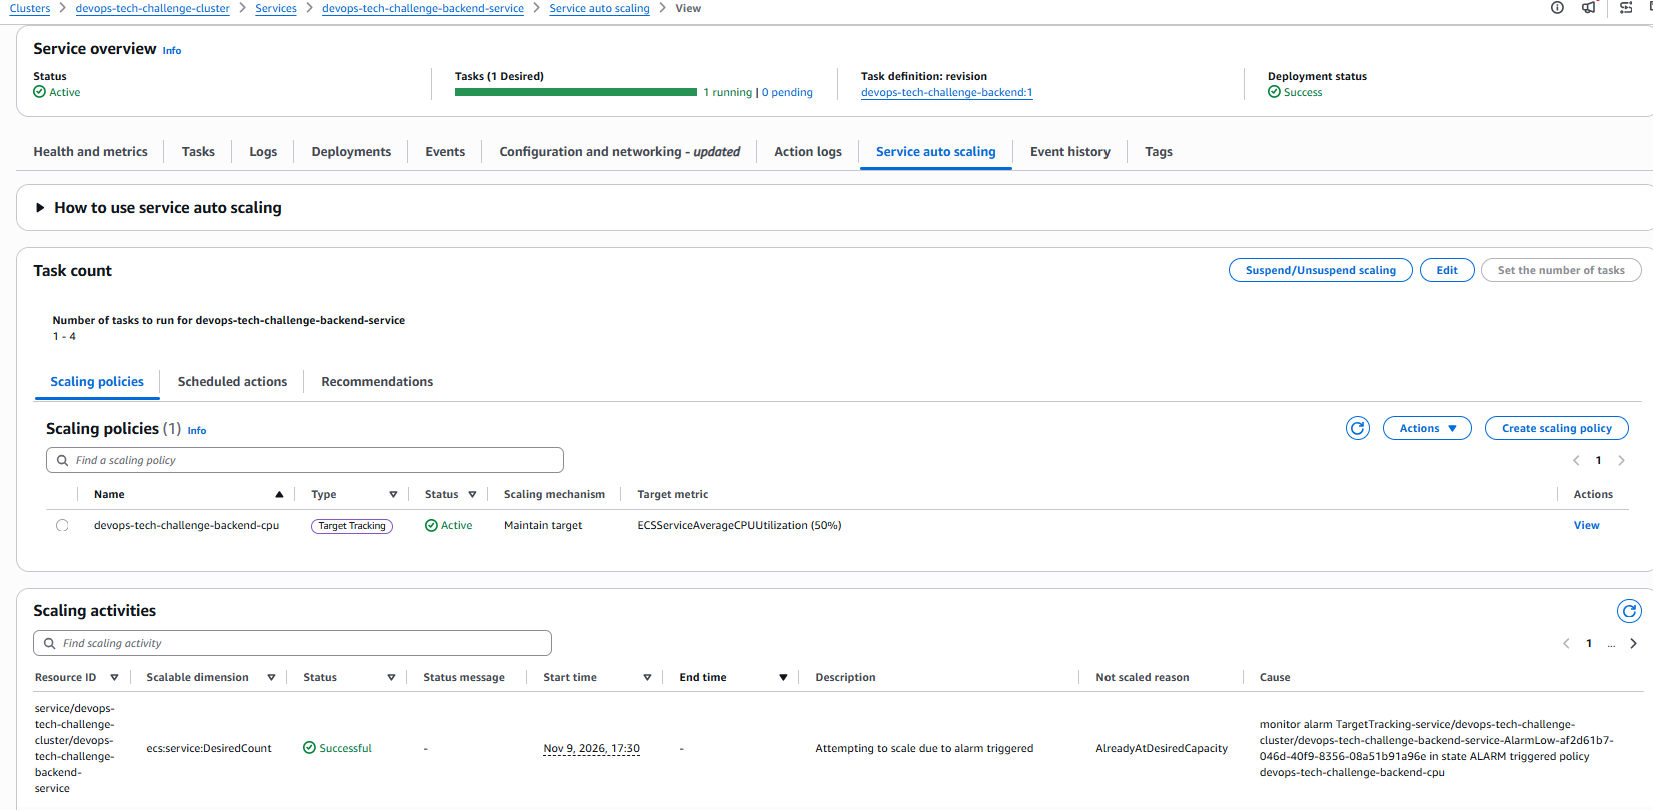 Clusters > devops-tech-challenge-cluster > Services > devops-tech-challenge-backend-service > Service auto scaling > View
Service overview Info
Status
Active
Tasks (1 Desired)
1 running | 0 pending
Task definition: revision
devops-tech-challenge-backend:1
Deployment status
Success
Health and metrics Tasks Logs Deployments Events Configuration and networking - updated Action logs Service auto scaling Event history Tags
How to use service auto scaling
Task count
Suspend/Unsuspend scaling Edit Set the number of tasks
Number of tasks to run for devops-tech-challenge-backend-service
1 - 4
Scaling policies Scheduled actions Recommendations
Scaling policies (1) Info
Actions Create scaling policy
Find a scaling policy
1
Name Type Status Scaling mechanism Target metric Actions
devops-tech-challenge-backend-cpu Target Tracking Active Maintain target ECSServiceAverageCPUUtilization (50%) View
Scaling activities
Find scaling activity
1 ...
Resource ID Scalable dimension Status Status message Start time End time Description Not scaled reason Cause
service/devops-
tech-challenge-
cluster/devops-
tech-challenge-
backend-
service
ecs:service:DesiredCount
Successful
-
Nov 9, 2026, 17:30
-
Attempting to scale due to alarm triggered
AlreadyAtDesiredCapacity
monitor alarm TargetTracking-service/devops-tech-challenge-
cluster/devops-tech-challenge-backend-service-AlarmLow-af2d61b7-
046d-40f9-8356-08a51b91a96e in state ALARM triggered policy
devops-tech-challenge-backend-cpu